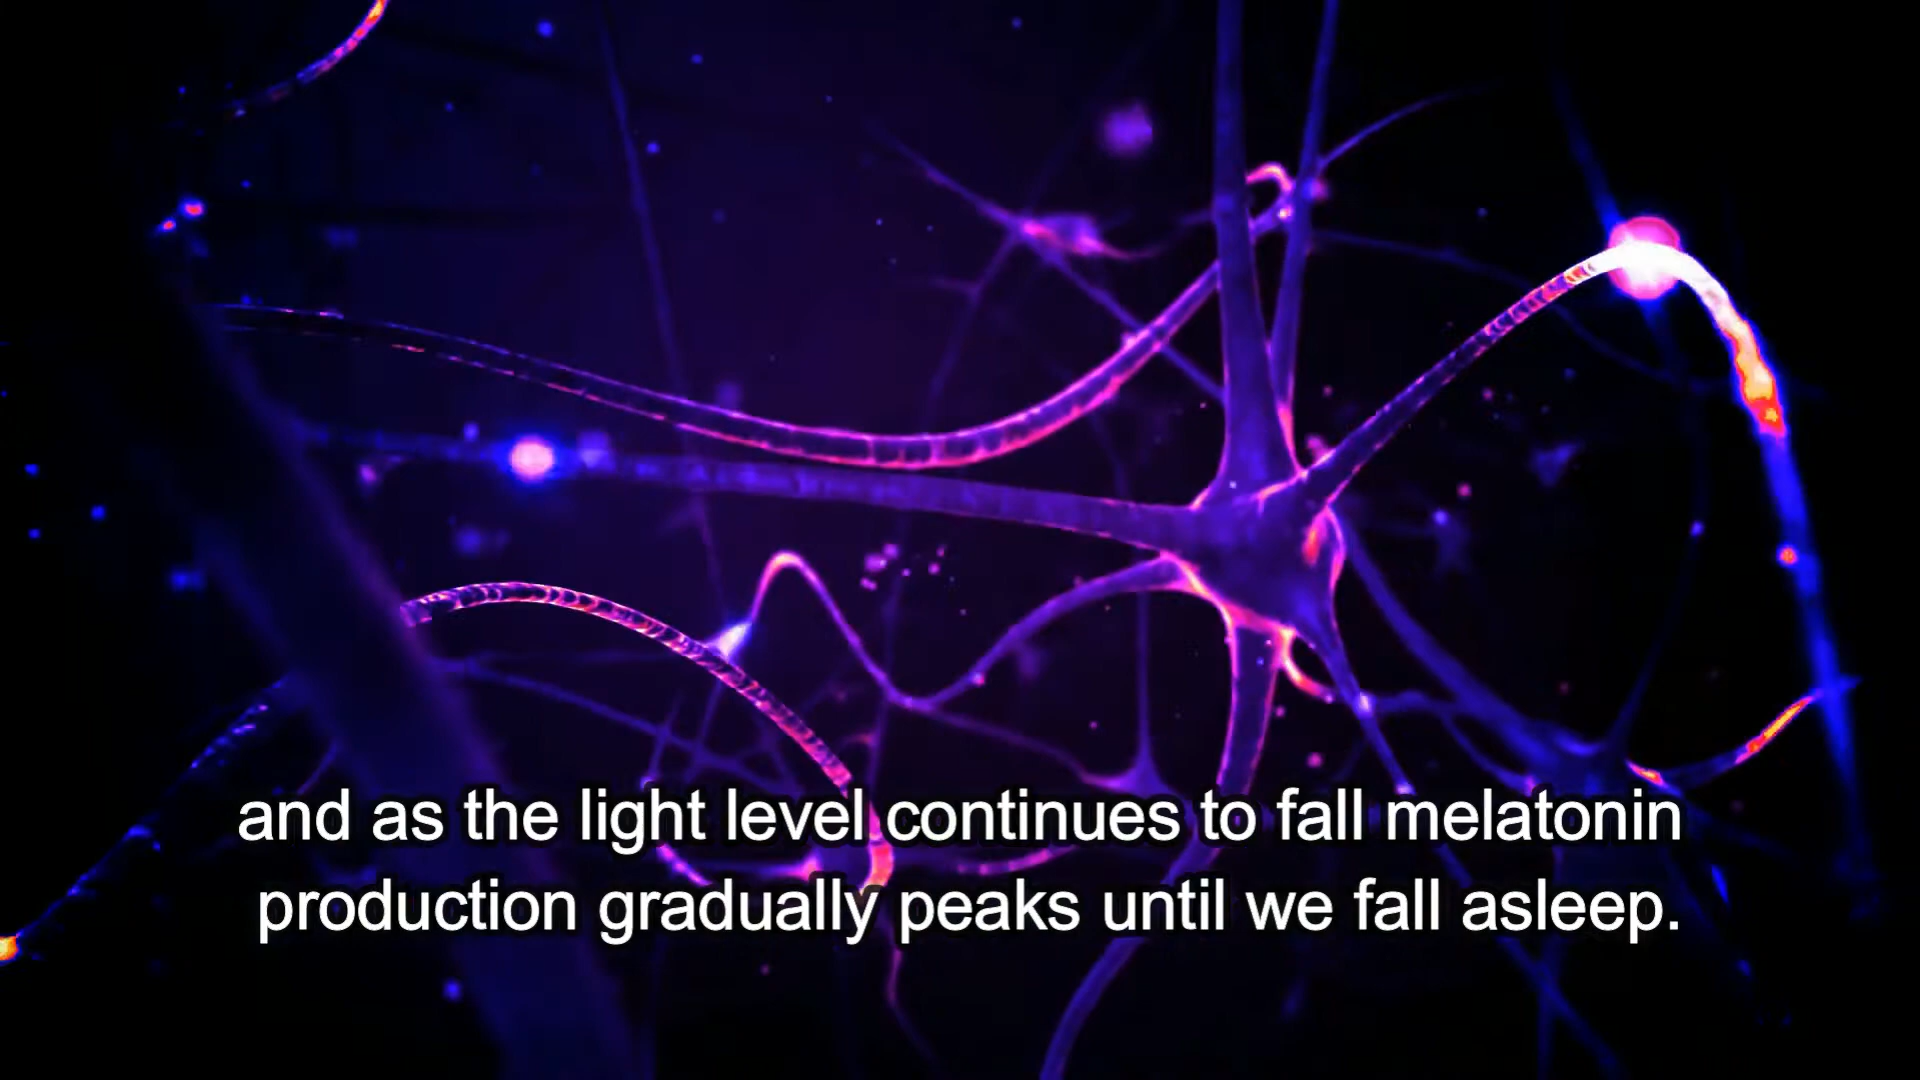 and as the light level continues to fall melatonin
production gradually peaks until we fall asleep.